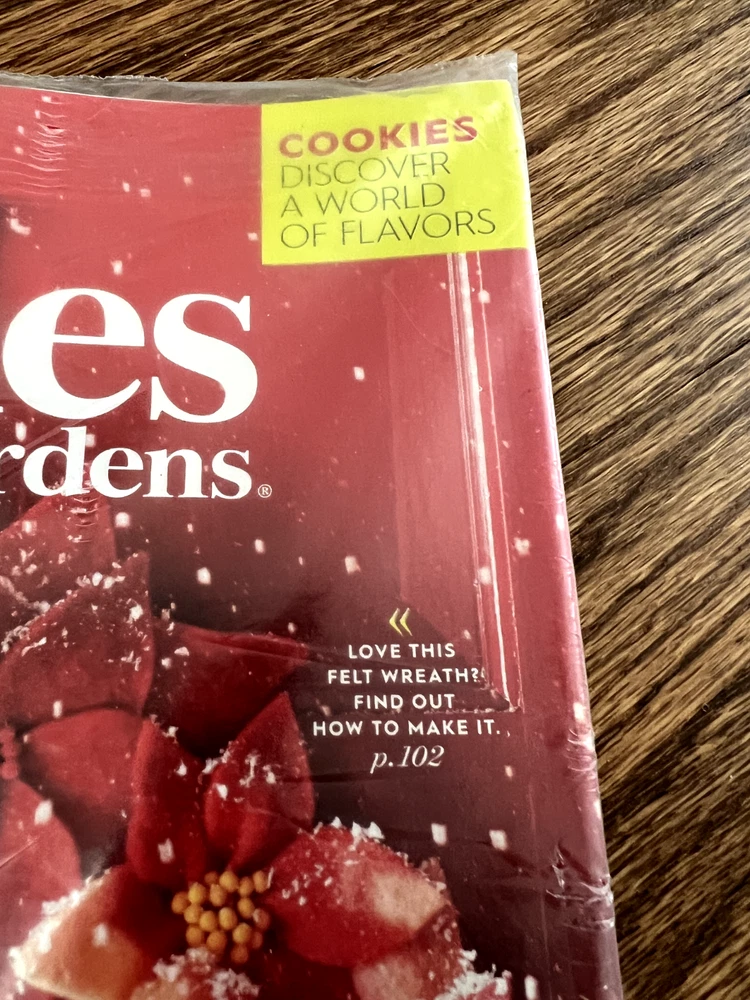 COOKIES
DISCOVER
A WORLD
OF FLAVORS
es
rdens®
«
LOVE THIS
FELT WREATH?
FIND OUT
HOW TO MAKE IT.
p.102